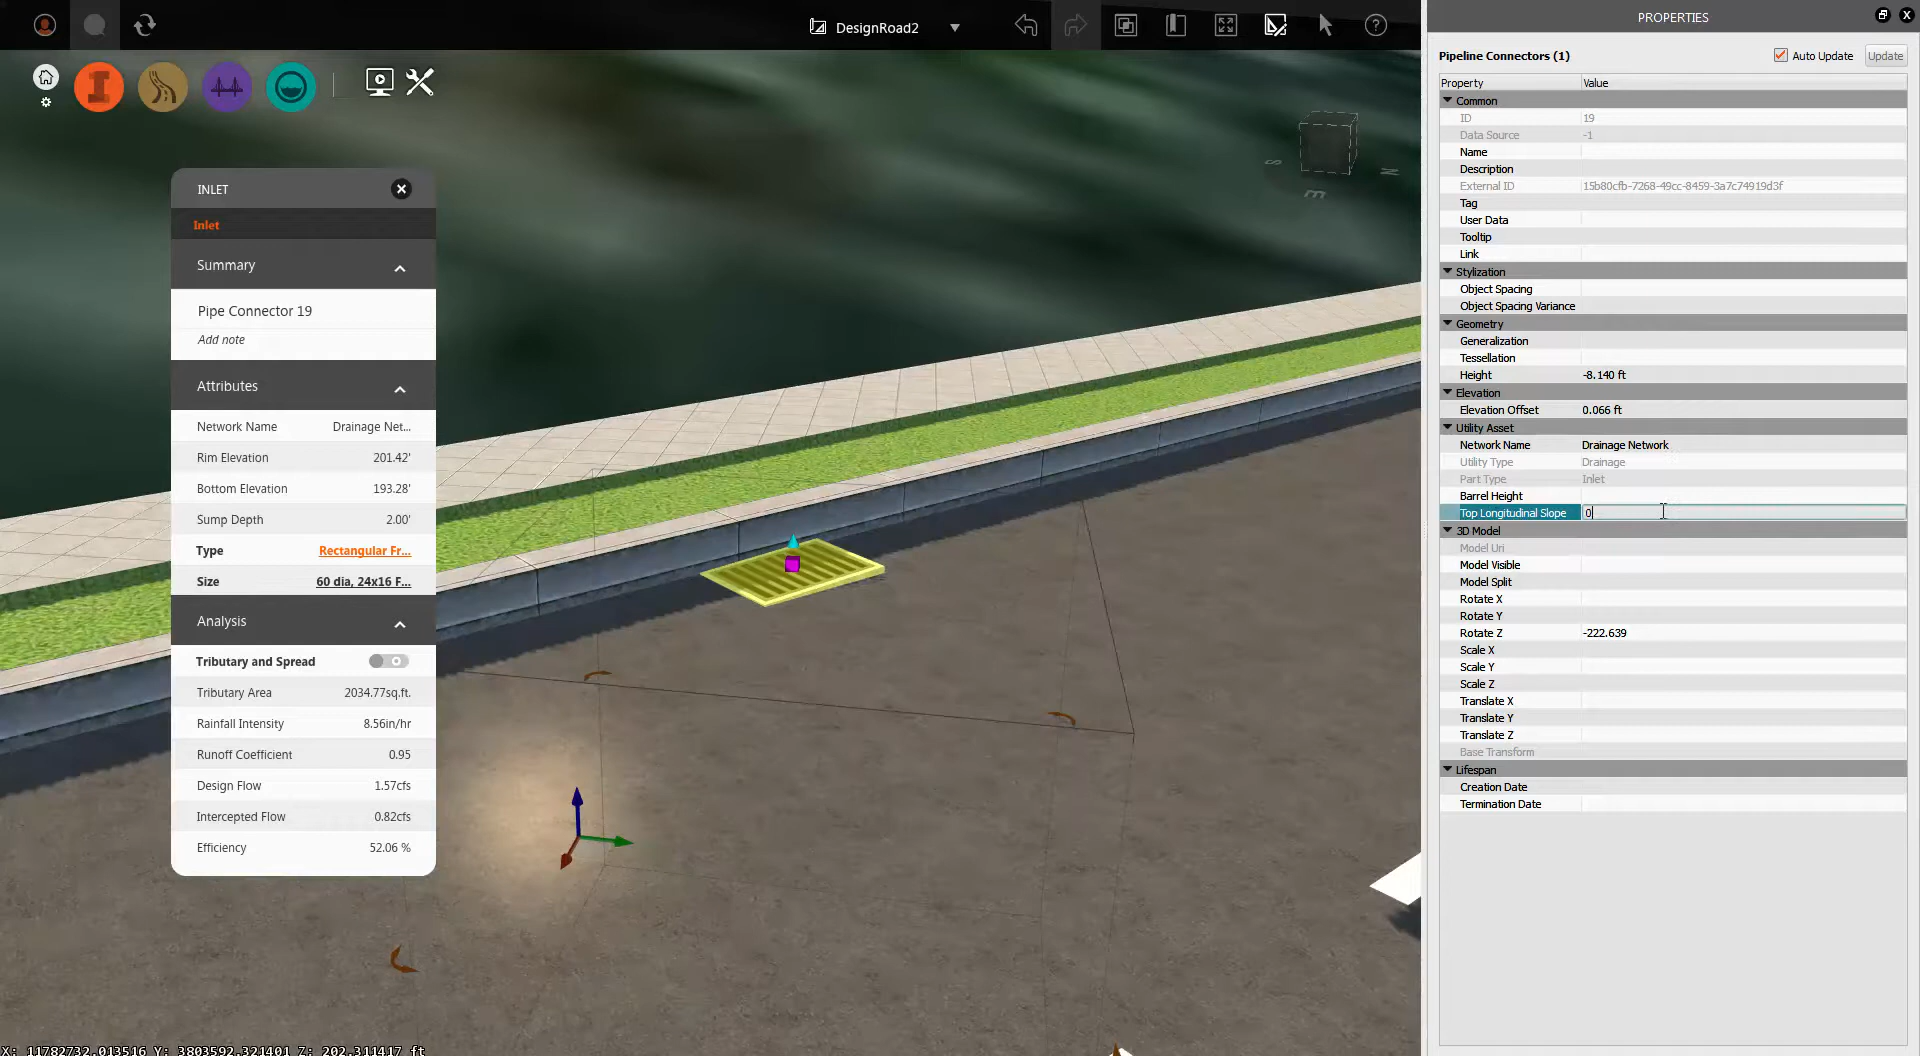 DesignRoad2
PROPERTIES
Pipeline Connectors (1)
Auto Update
Update
Property Value
Common
ID 19
Data Source -1
Name
Description
External ID 15b80cfb-7268-49cc-8459-3a7c74919d3f
Tag
User Data
Tooltip
Link
Stylization
Object Spacing
Object Spacing Variance
Geometry
Generalization
Tessellation
Height -8.140 ft
Elevation
Elevation Offset 0.066 ft
Utility Asset
Network Name Drainage Network
Utility Type Drainage
Part Type Inlet
Barrel Height
Top Longitudinal Slope 0
3D Model
Model Uri
Model Visible
Model Split
Rotate X
Rotate Y
Rotate Z -222.639
Scale X
Scale Y
Scale Z
Translate X
Translate Y
Translate Z
Base Transform
Lifespan
Creation Date
Termination Date
INLET
Inlet
Summary
Pipe Connector 19
Add note
Attributes
Network Name Drainage Net...
Rim Elevation 201.42'
Bottom Elevation 193.28'
Sump Depth 2.00'
Type Rectangular Fr...
Size 60 dia, 24x16 F...
Analysis
Tributary and Spread
Tributary Area 2034.77sq.ft.
Rainfall Intensity 8.56in/hr
Runoff Coefficient 0.95
Design Flow 1.57cfs
Intercepted Flow 0.82cfs
Efficiency 52.06 %
S
E
N
X: 11782732.013516 Y: 3803592.321401 Z: 202.311417 ft